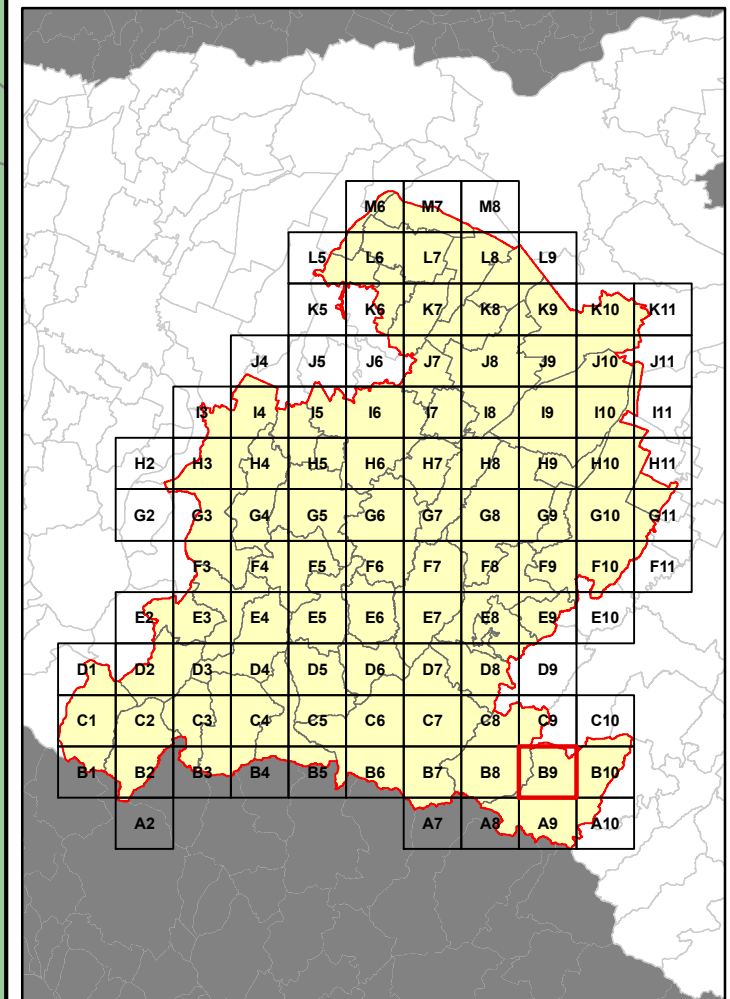 M6 M7 M8
L5 L6 L7 L8 L9
K5 K6 K7 K8 K9 K10 K11
J4 J5 J6 J7 J8 J9 J10 J11
I3 I4 I5 I6 I7 I8 I9 I10 I11
H2 H3 H4 H5 H6 H7 H8 H9 H10 H11
G2 G3 G4 G5 G6 G7 G8 G9 G10 G11
F3 F4 F5 F6 F7 F8 F9 F10 F11
E2 E3 E4 E5 E6 E7 E8 E9 E10
D1 D2 D3 D4 D5 D6 D7 D8 D9
C1 C2 C3 C4 C5 C6 C7 C8 C9 C10
B1 B2 B3 B4 B5 B6 B7 B8 B9 B10
A2 A7 A8 A9 A10